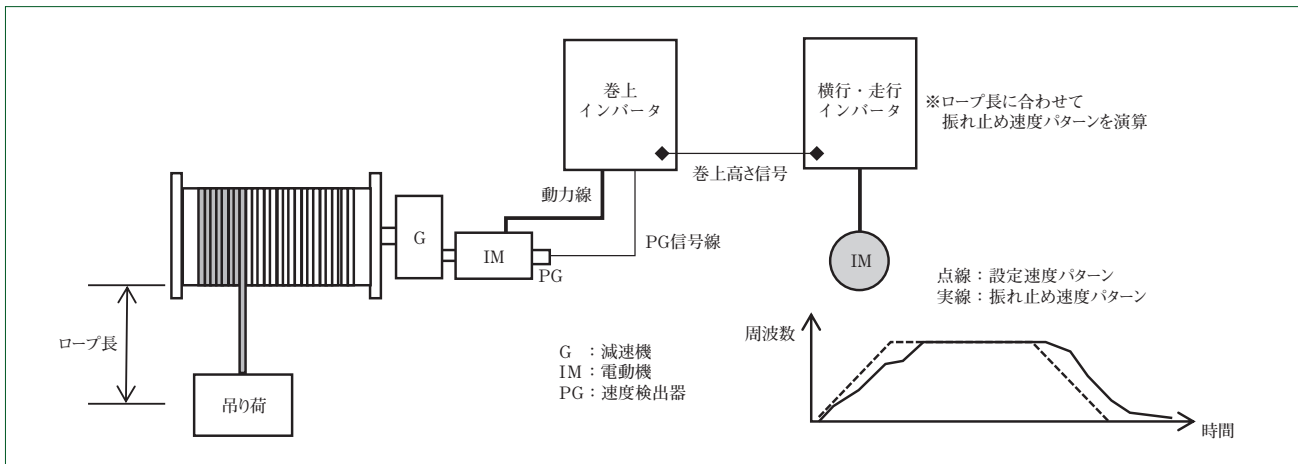 巻上
インバータ
横行・走行
インバータ
※ロープ長に合わせて
振れ止め速度パターンを演算
巻上高さ信号
動力線
G
IM
PG
PG信号線
IM
ロープ長
吊り荷
G ：減速機
IM：電動機
PG：速度検出器
点線：設定速度パターン
実線：振れ止め速度パターン
周波数
時間